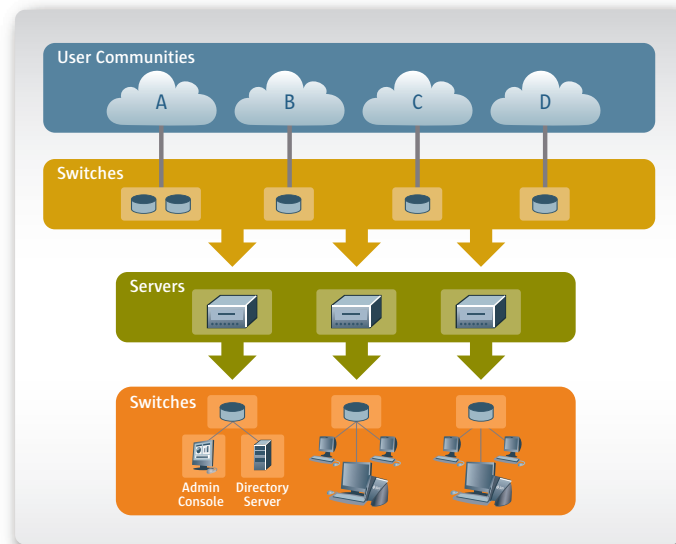 User Communities
A
B
C
D
Switches
Servers
Switches
Admin
Console
Directory
Server